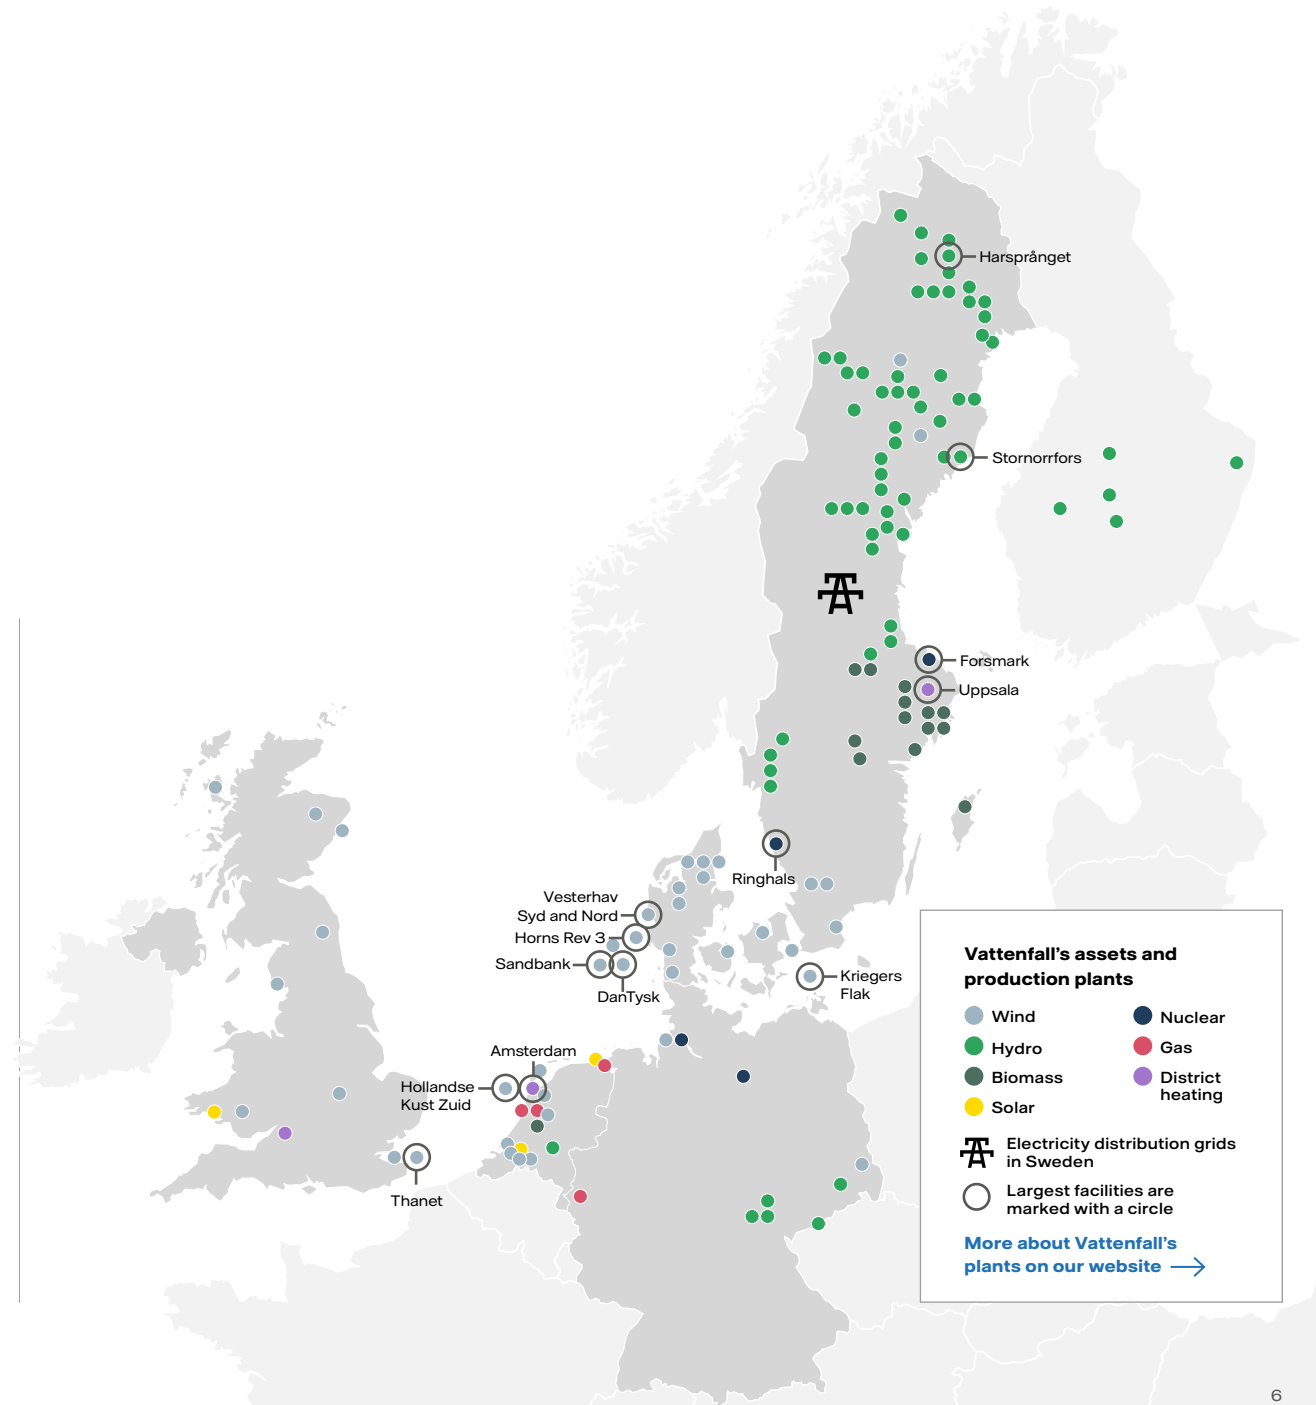 Harsprånget
Stornorrfors
Forsmark
Uppsala
Ringhals
Vesterhav
Syd and Nord
Horns Rev 3
Sandbank
DanTysk
Kriegers
Flak
Amsterdam
Hollandse
Kust Zuid
Thanet
Vattenfall's assets and
production plants
Wind
Hydro
Biomass
Solar
Nuclear
Gas
District
heating
Electricity distribution grids
in Sweden
Largest facilities are
marked with a circle
More about Vattenfall's
plants on our website
6